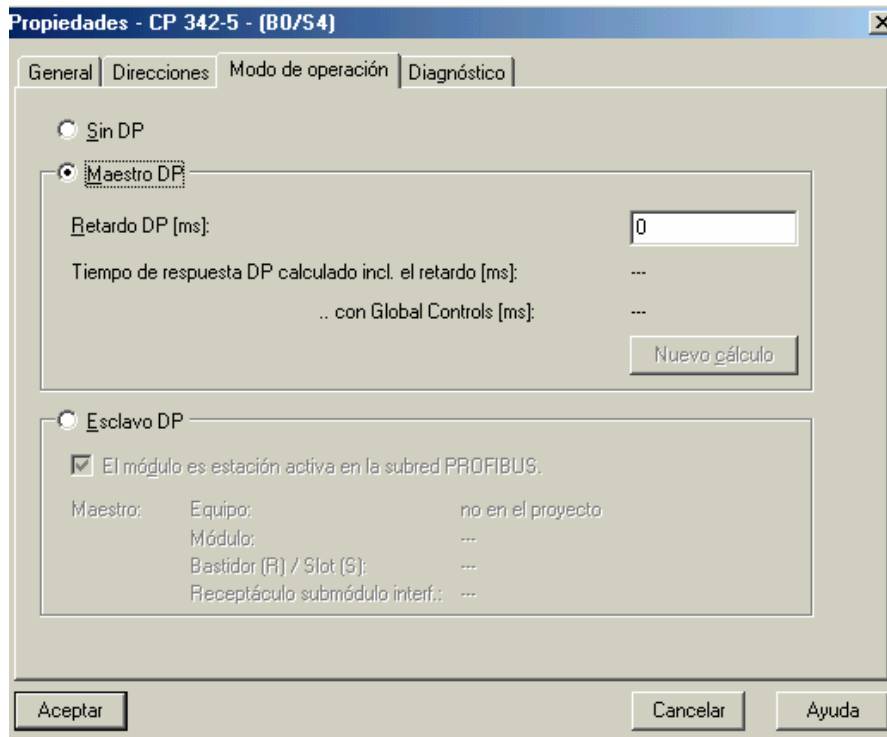 Propiedades - CP 342-5 - (B0/S4)
General Direcciones Modo de operación Diagnóstico
Sin DP
Maestro DP
Retardo DP [ms]: 0
Tiempo de respuesta DP calculado incl. el retardo [ms]: ---
.. con Global Controls [ms]: ---
Nuevo cálculo
Esclavo DP
El módulo es estación activa en la subred PROFIBUS.
Maestro: Equipo: no en el proyecto
Módulo: ---
Bastidor (R) / Slot (S): ---
Receptáculo submódulo interf.: ---
Aceptar Cancelar Ayuda